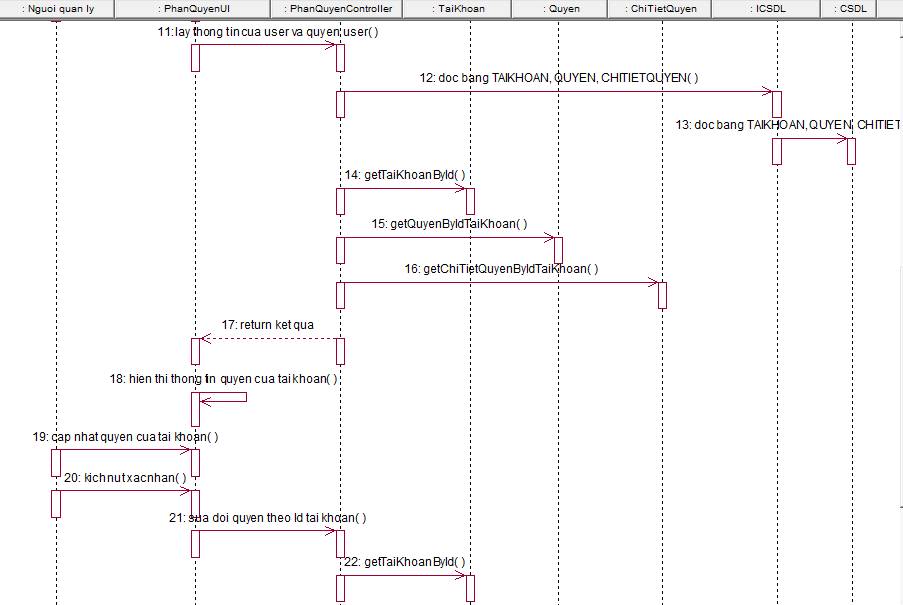 : Nguoi quan ly
: PhanQuyenUI
: PhanQuyenController
: TaiKhoan
: Quyen
: ChiTietQuyen
: ICSDL
: CSDL
11: lay thong tin cua user va quyen user( )
12: doc bang TAIKHOAN, QUYEN, CHITIETQUYEN( )
13: doc bang TAIKHOAN, QUYEN, CHITIET
14: getTaiKhoanById( )
15: getQuyenByIdTaiKhoan( )
16: getChiTietQuyenByIdTaiKhoan( )
17: return ket qua
18: hien thi thong tin quyen cua tai khoan( )
19: cap nhat quyen cua tai khoan( )
20: kich nut xac nhan( )
21: sua doi quyen theo Id tai khoan( )
22: getTaiKhoanById( )